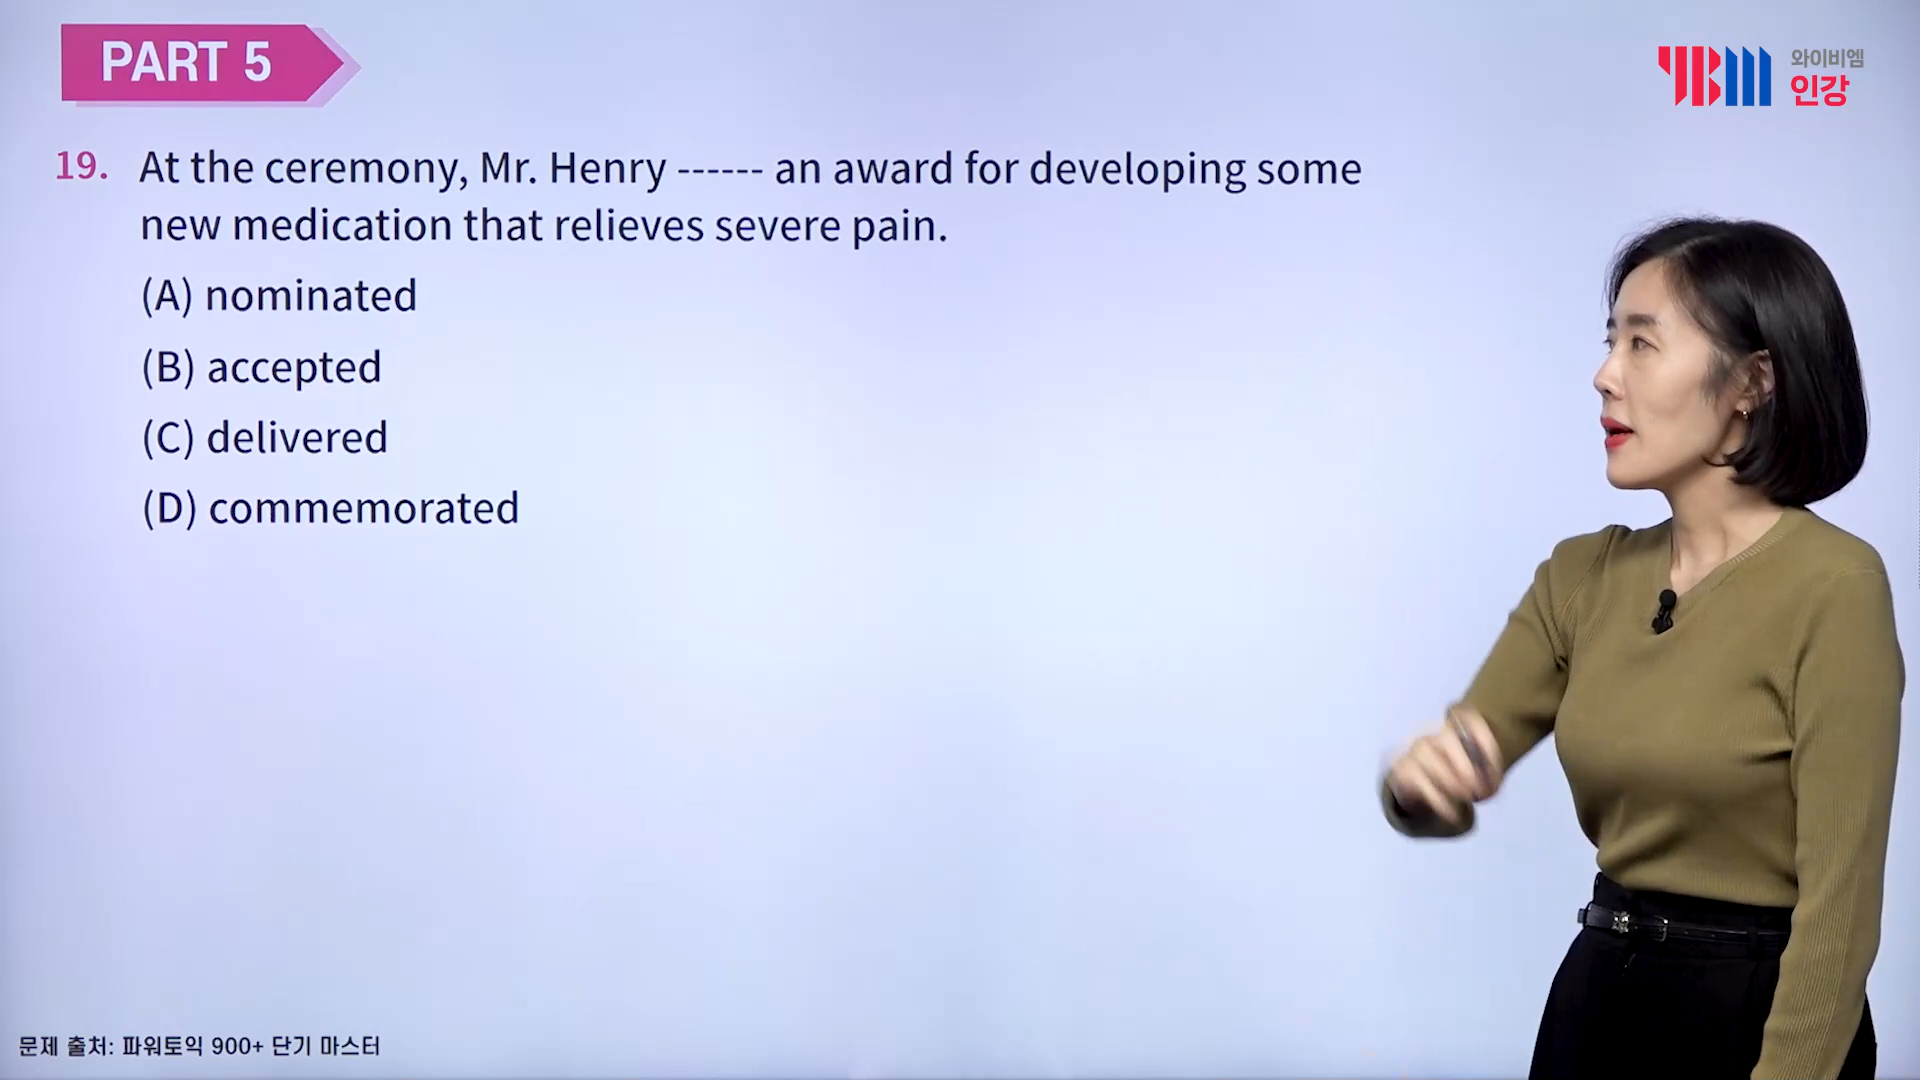 PART 5
YBM 와이비엠
인강
19. At the ceremony, Mr. Henry ------ an award for developing some
new medication that relieves severe pain.
(A) nominated
(B) accepted
(C) delivered
(D) commemorated
문제 출처: 파워토익 900+ 단기 마스터